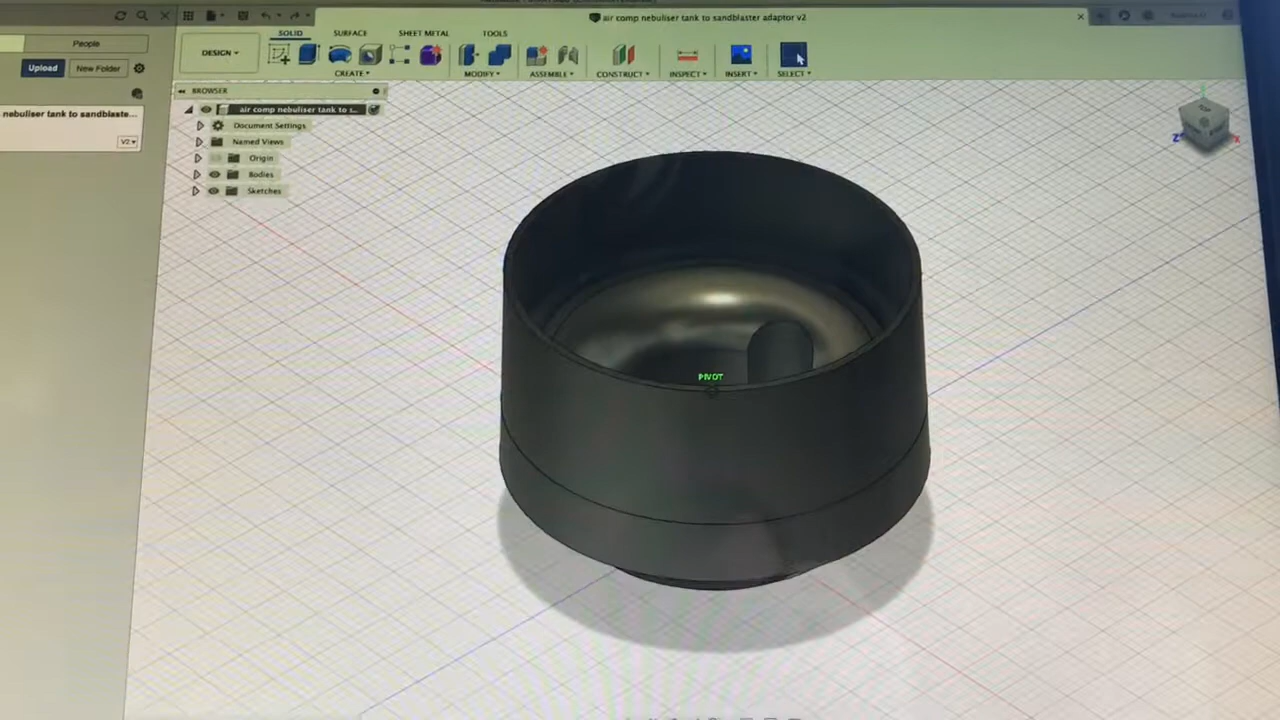 air comp nebuliser tank to sandblaster adaptor v2
People
Upload
New Folder
nebuliser tank to sandblaste...
V2
DESIGN
SOLID
SURFACE
SHEET METAL
TOOLS
CREATE
MODIFY
ASSEMBLE
CONSTRUCT
INSPECT
INSERT
SELECT
BROWSER
air comp nebuliser tank to s...
Document Settings
Named Views
Origin
Bodies
Sketches
TOP
Z
X
PIVOT